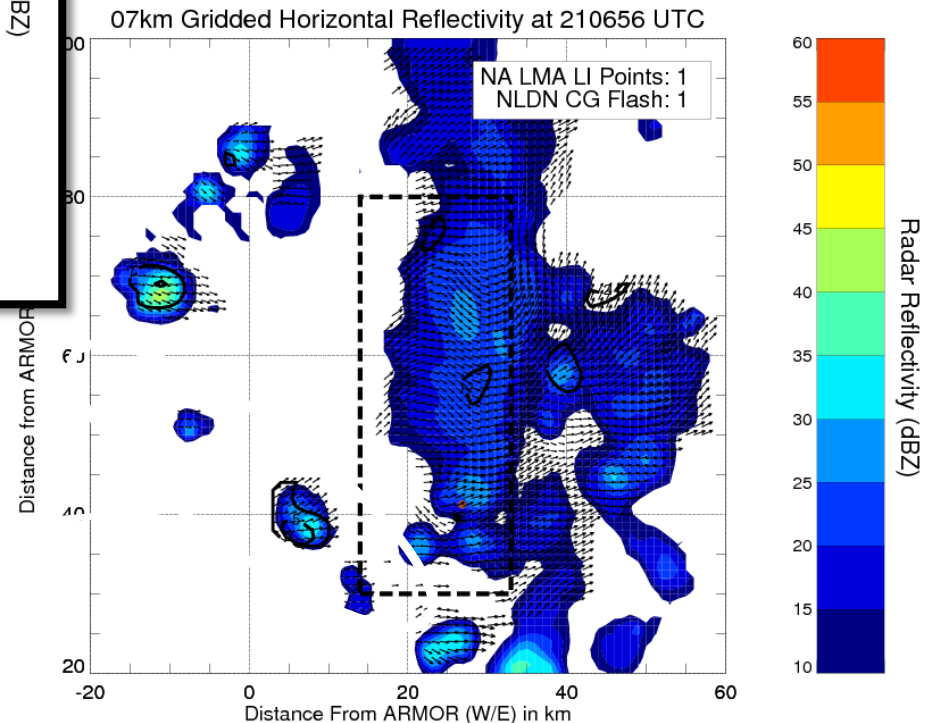 BZ)
07km Gridded Horizontal Reflectivity at 210656 UTC
NA LMA LI Points: 1
NLDN CG Flash: 1
60
55
50
45
40
35
30
25
20
15
10
Radar Reflectivity (dBZ)
Distance from ARMOR
20
-20
0
20
40
60
Distance From ARMOR (W/E) in km